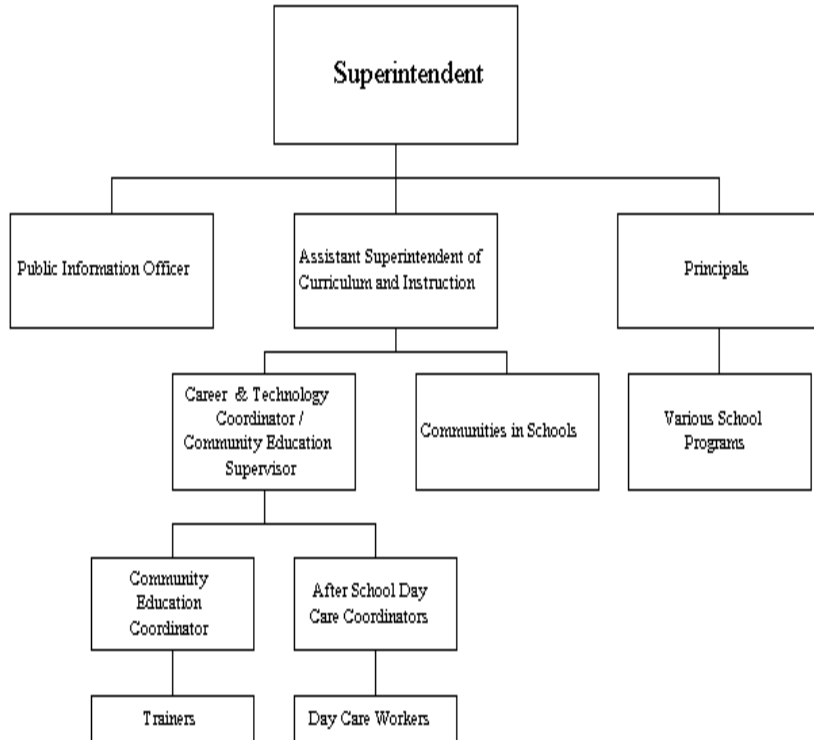 Superintendent
Public Information Officer
Assistant Superintendent of
Curriculum and Instruction
Principals
Career & Technology
Coordinator /
Community Education
Supervisor
Communities in Schools
Various School
Programs
Community
Education
Coordinator
After School Day
Care Coordinators
Trainers
Day Care Workers